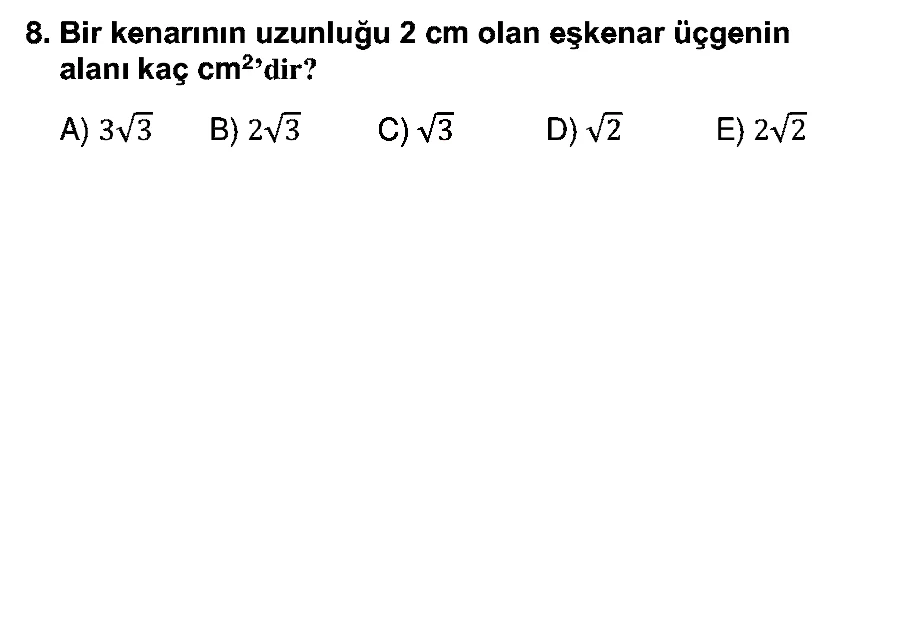 8. Bir kenarının uzunluğu 2 cm olan eşkenar üçgenin
alanı kaç cm²’dir?
A) 3√3 B) 2√3 C) √3 D) √2 E) 2√2